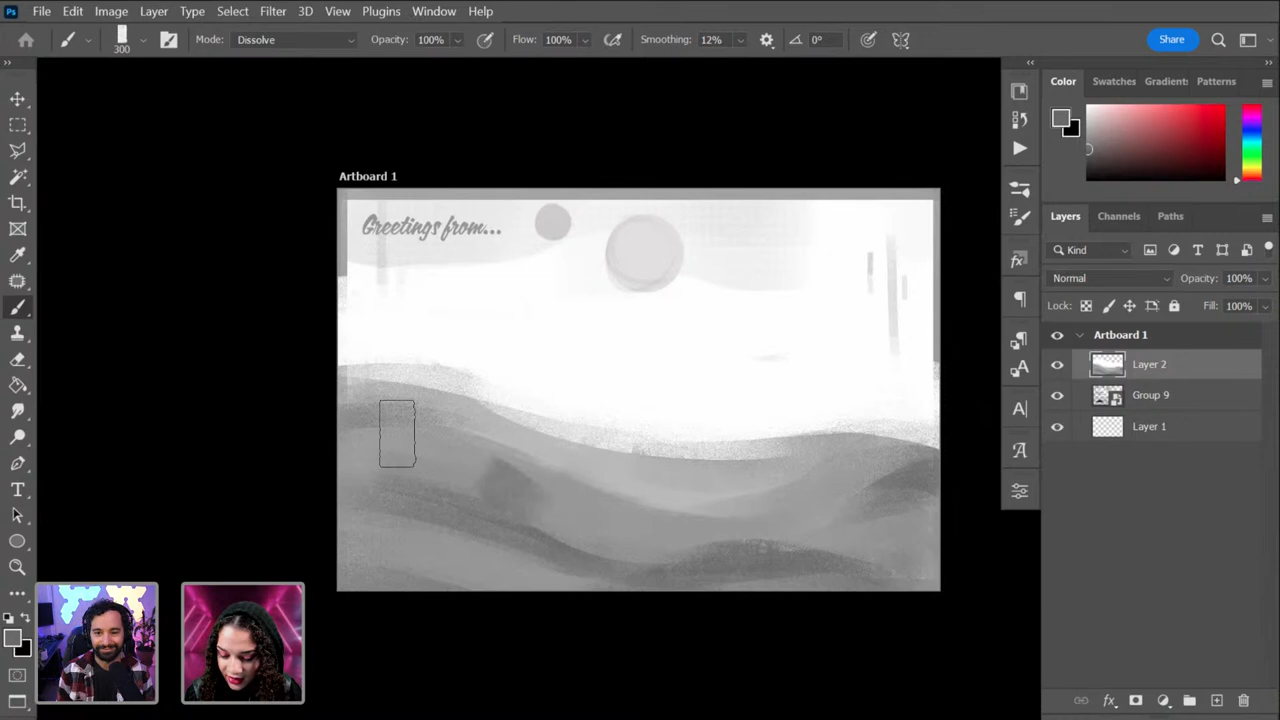 Ps File Edit Image Layer Type Select Filter 3D View Plugins Window Help
300 Mode: Dissolve Opacity: 100% Flow: 100% Smoothing: 12% 0° Share
Color Swatches Gradient: Patterns
Artboard 1
Greetings from...
Layers Channels Paths
Kind
Normal Opacity: 100%
Lock: Fill: 100%
Artboard 1
Layer 2
Group 9
Layer 1